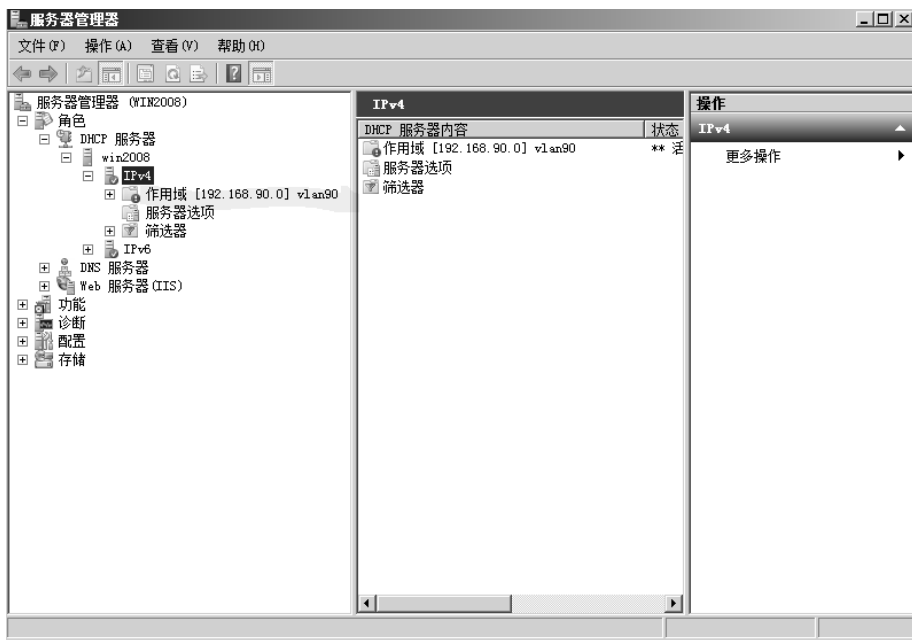 服务器管理器
文件(F) 操作(A) 查看(V) 帮助(H)
服务器管理器 (WIN2008)
角色
DHCP 服务器
win2008
IPv4
作用域 [192.168.90.0] vlan90
服务器选项
筛选器
IPv6
DNS 服务器
Web 服务器(IIS)
功能
诊断
配置
存储
IPv4
DHCP 服务器内容 状态
作用域 [192.168.90.0] vlan90 ** 活
服务器选项
筛选器
操作
IPv4
更多操作